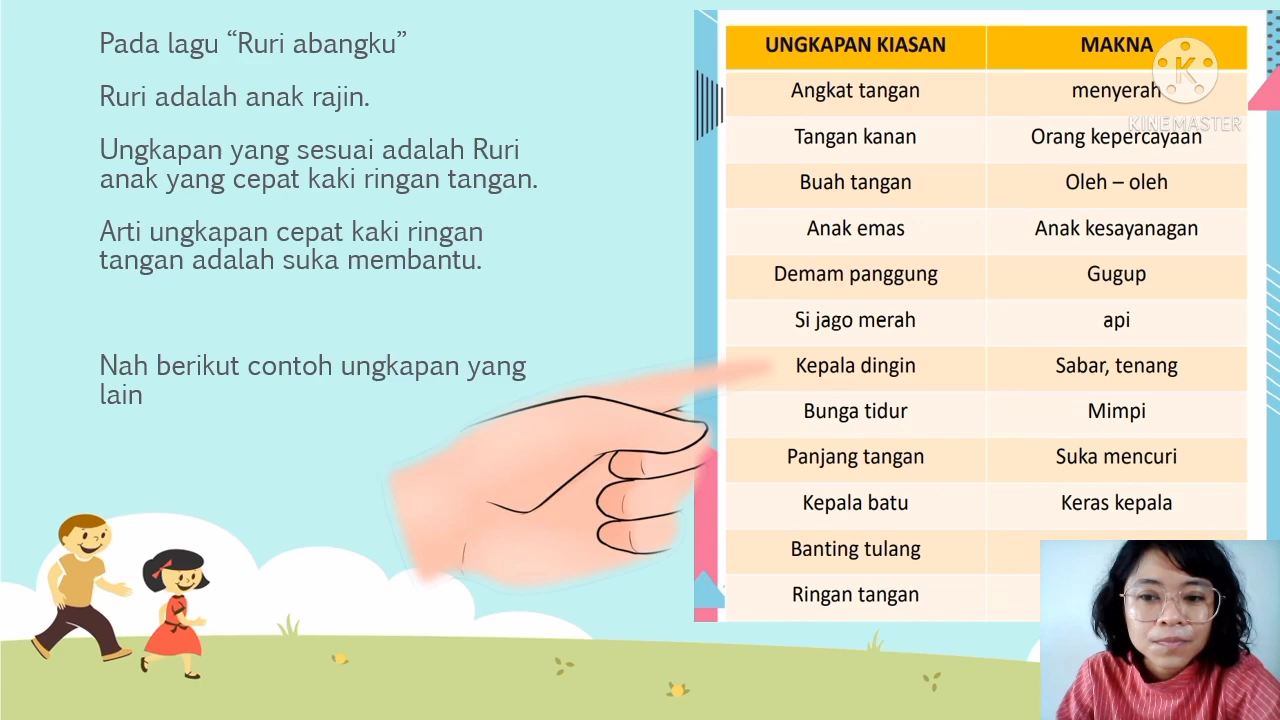 Pada lagu “Ruri abangku”
Ruri adalah anak rajin.
Ungkapan yang sesuai adalah Ruri
anak yang cepat kaki ringan tangan.
Arti ungkapan cepat kaki ringan
tangan adalah suka membantu.
Nah berikut contoh ungkapan yang
lain
UNGKAPAN KIASAN MAKNA
Angkat tangan menyerah
Tangan kanan Orang kepercayaan
Buah tangan Oleh – oleh
Anak emas Anak kesayanagan
Demam panggung Gugup
Si jago merah api
Kepala dingin Sabar, tenang
Bunga tidur Mimpi
Panjang tangan Suka mencuri
Kepala batu Keras kepala
Banting tulang
Ringan tangan
K
KINEMASTER